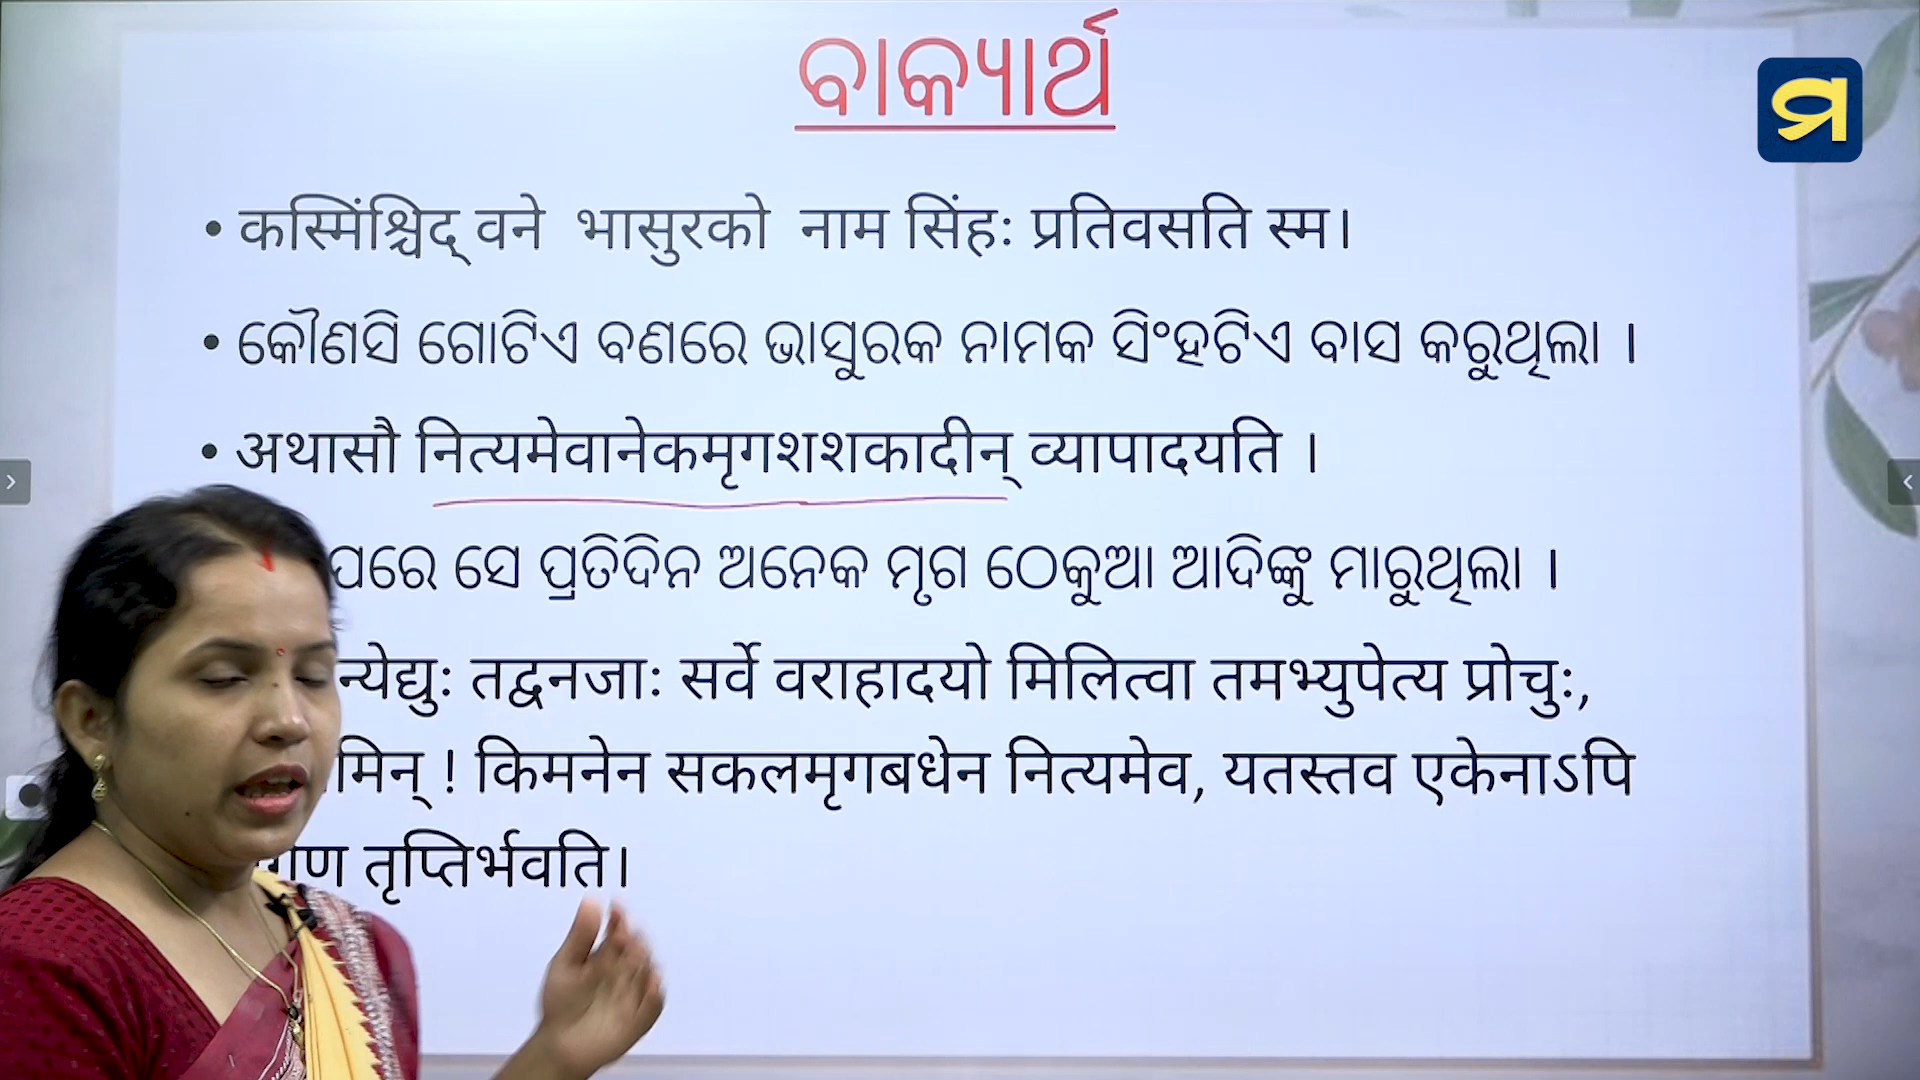 ବାକ୍ୟାର୍ଥ
ସ
• कस्मिंश्चिद् वने भासुरको नाम सिंहः प्रतिवसति स्म।
• କୌଣସି ଗୋଟିଏ ବଣରେ ଭାସୁରକ ନାମକ ସିଂହଟିଏ ବାସ କରୁଥିଲା ।
• अथासौ नित्यमेवानेकमृगशशकादीन् व्यापादयति ।
ସେ ପ୍ରତିଦିନ ଅନେକ ମୃଗ ଠେକୁଆ ଆଦିଙ୍କୁ ମାରୁଥିଲା ।
तद्वनजाः सर्वे वराहादयो मिलित्वा तमभ्युपेत्य प्रोचुः,
! किमनेन सकलमृगबधेन नित्यमेव, यतस्तव एकेनाऽपि
तृप्तिर्भवति।